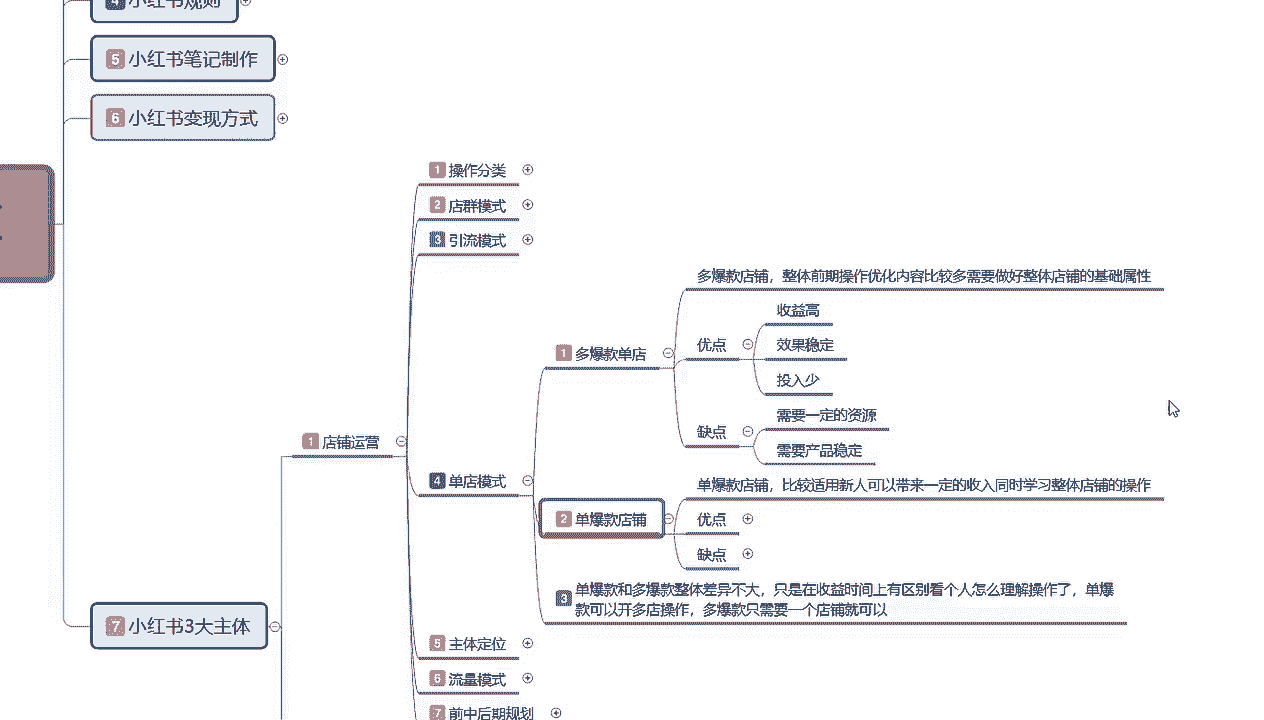 4 小红书规则
5 小红书笔记制作
6 小红书变现方式
1 操作分类
2 店群模式
3 引流模式
多爆款店铺，整体前期操作优化内容比较多需要做好整体店铺的基础属性
收益高
1 多爆款单店
优点
效果稳定
投入少
需要一定的资源
缺点
1 店铺运营
需要产品稳定
4 单店模式
单爆款店铺，比较适用新人可以带来一定的收入同时学习整体店铺的操作
2 单爆款店铺
优点
缺点
3 单爆款和多爆款整体差异不大，只是在收益时间上有区别看个人怎么理解操作了，单爆
款可以开多店操作，多爆款只需要一个店铺就可以
7 小红书3大主体
5 主体定位
6 流量模式
7 前中后期规划